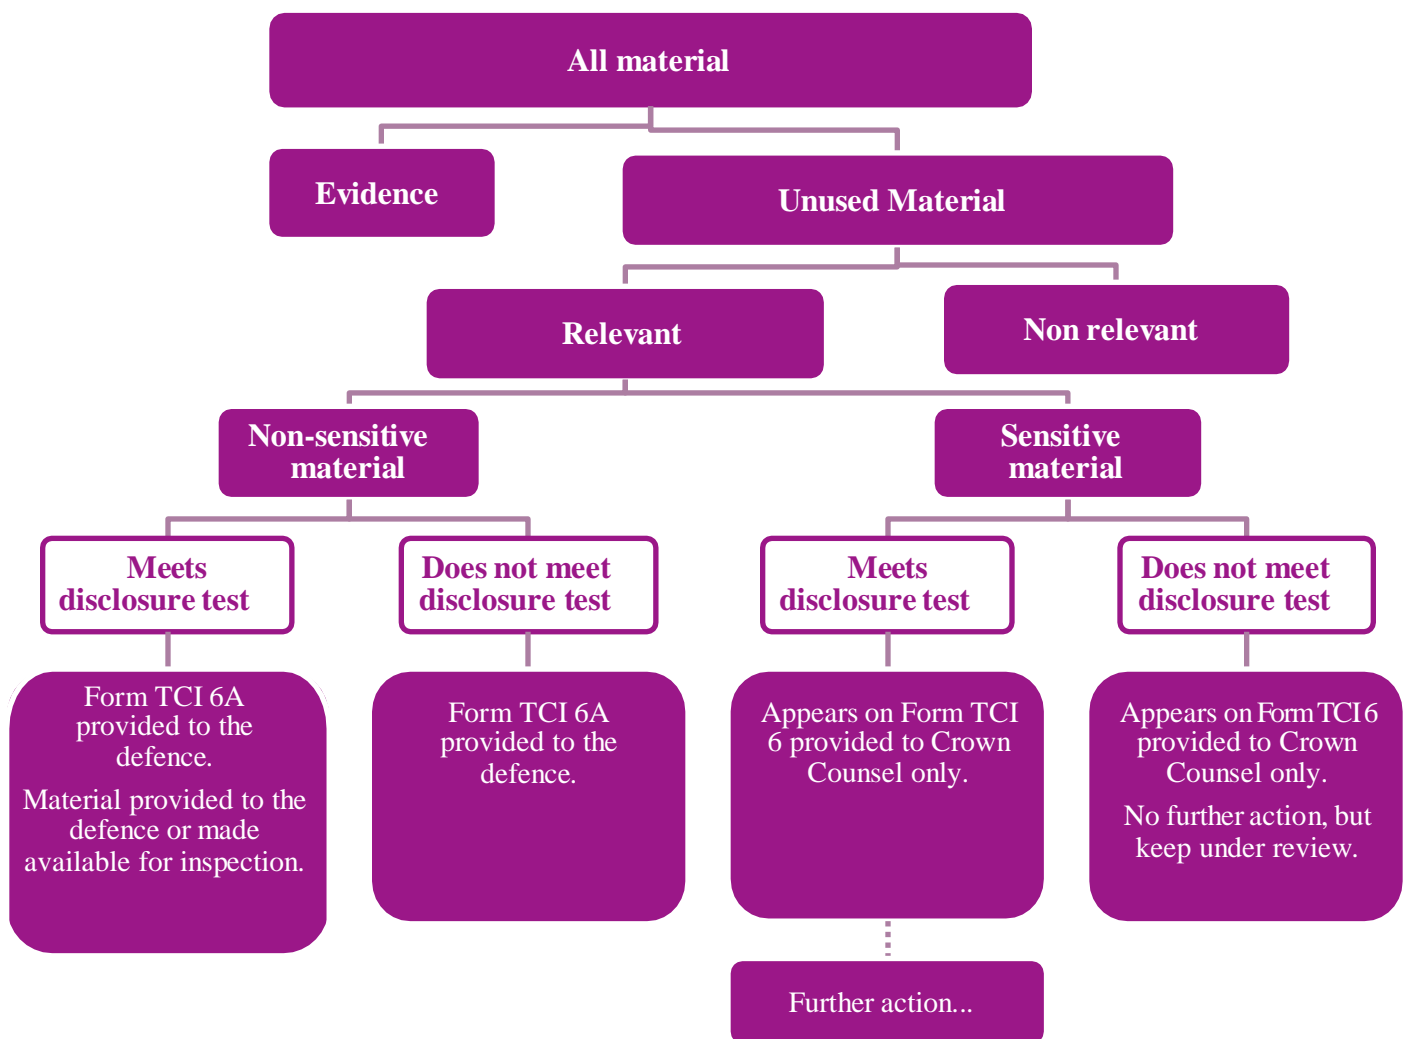 All material
Evidence
Unused Material
Relevant
Non relevant
Non-sensitive
material
Sensitive
material
Meets
disclosure test
Does not meet
disclosure test
Meets
disclosure test
Does not meet
disclosure test
Form TCI 6A
provided to the
defence.
Material provided to the
defence or made
available for inspection.
Form TCI 6A
provided to the
defence.
Appears on Form TCI
6 provided to Crown
Counsel only.
Appears on Form TCI 6
provided to Crown
Counsel only.
No further action, but
keep under review.
Further action...